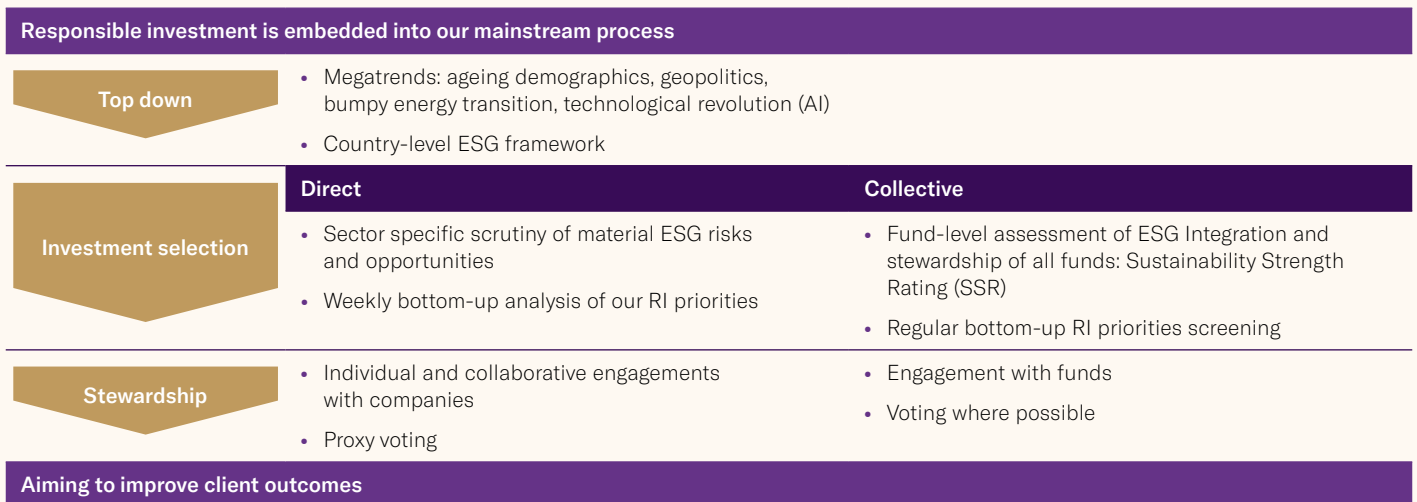 Responsible investment is embedded into our mainstream process
Top down
• Megatrends: ageing demographics, geopolitics,
bumpy energy transition, technological revolution (AI)
• Country-level ESG framework
Direct
Collective
Investment selection
• Sector specific scrutiny of material ESG risks
and opportunities
• Weekly bottom-up analysis of our RI priorities
• Fund-level assessment of ESG Integration and
stewardship of all funds: Sustainability Strength
Rating (SSR)
• Regular bottom-up RI priorities screening
Stewardship
• Individual and collaborative engagements
with companies
• Proxy voting
• Engagement with funds
• Voting where possible
Aiming to improve client outcomes